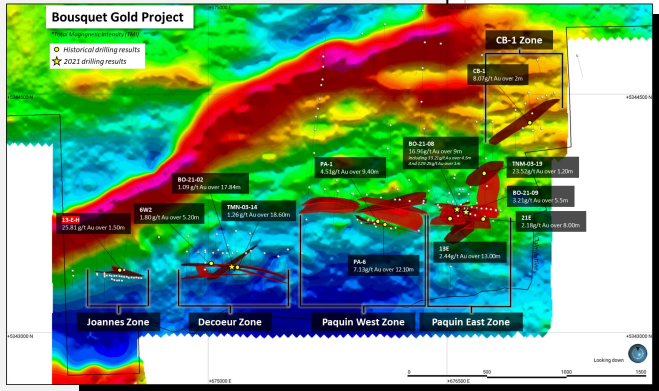 +676000 E
Bousquet Gold Project
*Total Magnetic Intensity (TMI)
Historical drilling results
2021 drilling results
CB-1 Zone
CB-1
8.07g/t Au over 2m
+5344500 N
+5344500 N
BO-21-08
16.96g/t Au over 9m
TNM-03-19
23.52g/t Au over 1.20m
PA-1
4.51g/t Au over 9.40m
BO-21-02
1.09 g/t Au over 17.84m
BO-21-09
3.21g/t Au over 5.5m
6W2
1.80 g/t Au over 5.20m
TMN-03-14
1.26 g/t Au over 18.60m
13-E-H
25.81 g/t Au over 1.50m
21E
2.18g/t Au over 8.00m
13E
2.44g/t Au over 13.00m
PA-6
7.13g/t Au over 12.10m
Joannes Zone
Decoeur Zone
Paquin West Zone
Paquin East Zone
+5343000 N
+5343000 N
Looking down
0
500
1000
1500
+675000 E
+676500 E